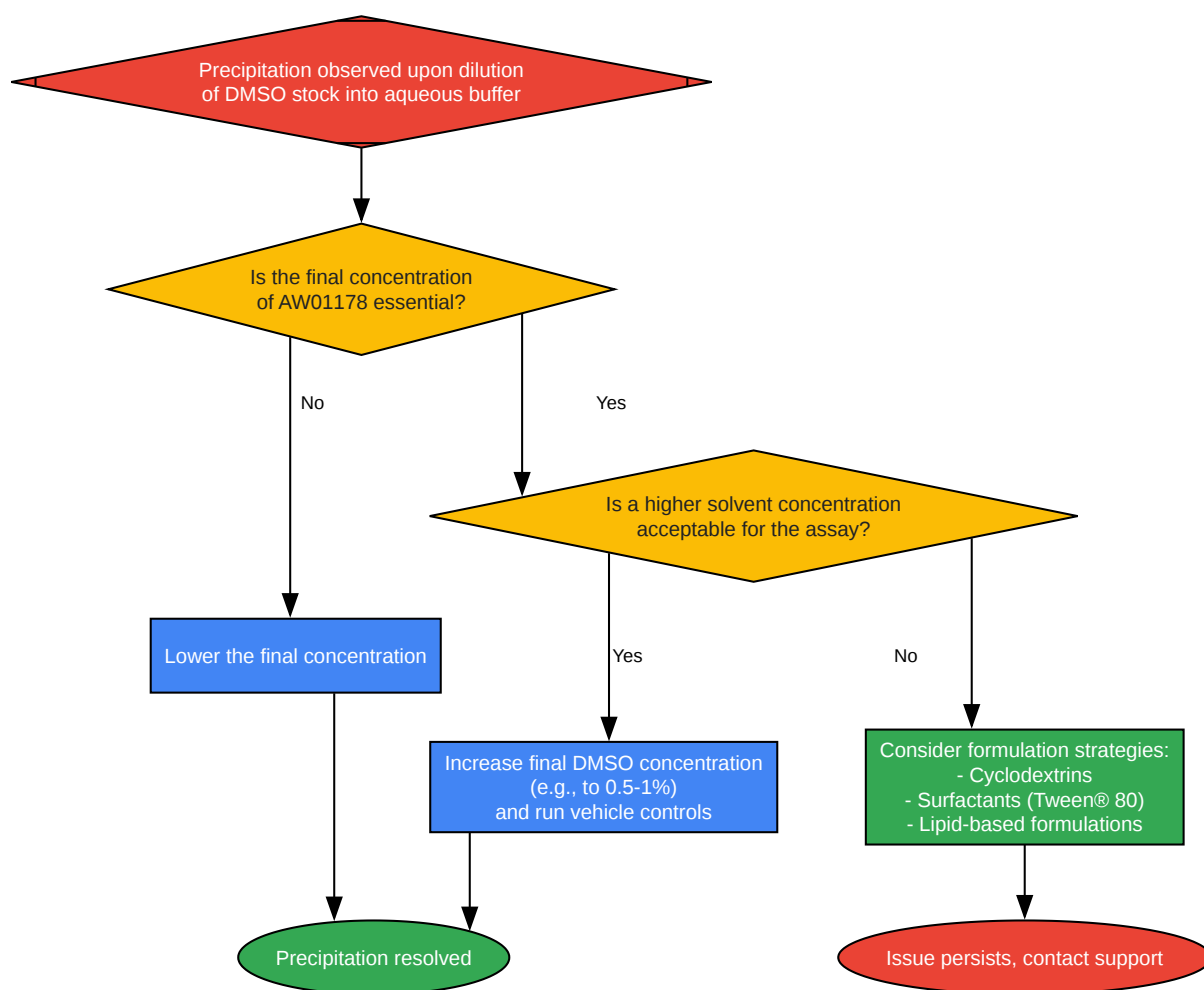 Precipitation observed upon dilution
of DMSO stock into aqueous buffer
Is the final concentration
of AW01178 essential?
No
Yes
Is a higher solvent concentration
acceptable for the assay?
Lower the final concentration
Yes
No
Increase final DMSO concentration
(e.g., to 0.5-1%)
and run vehicle controls
Consider formulation strategies:
- Cyclodextrins
- Surfactants (Tween® 80)
- Lipid-based formulations
Precipitation resolved
Issue persists, contact support